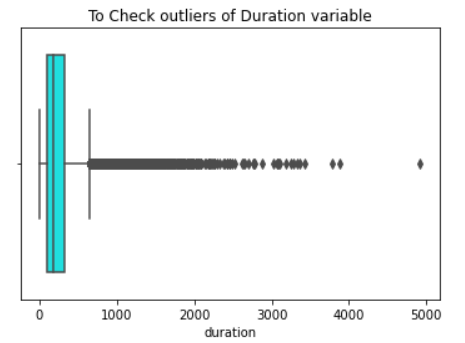 To Check outliers of Duration variable
0 1000 2000 3000 4000 5000
duration